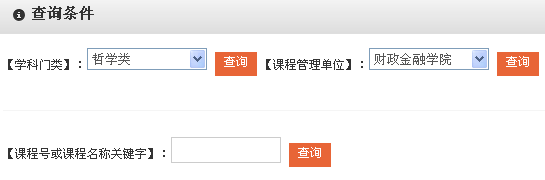 查询条件
【学科门类】： 哲学类 查询 【课程管理单位】： 财政金融学院 查询
【课程号或课程名称关键字】： 查询